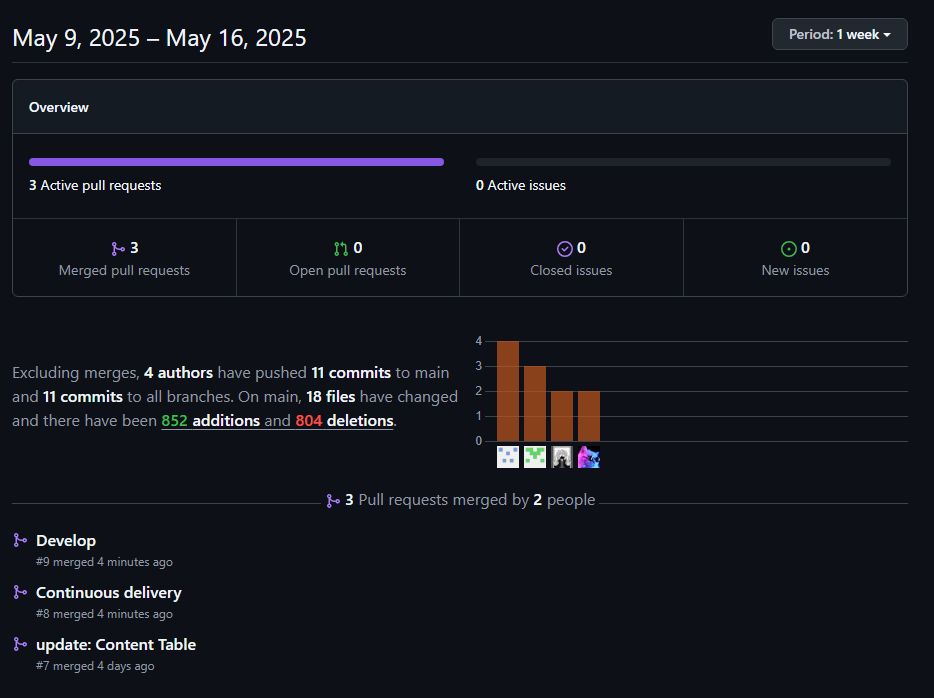 May 9, 2025 – May 16, 2025
Period: 1 week
Overview
3 Active pull requests
0 Active issues
3
Merged pull requests
0
Open pull requests
0
Closed issues
0
New issues
Excluding merges, 4 authors have pushed 11 commits to main
and 11 commits to all branches. On main, 18 files have changed
and there have been 852 additions and 804 deletions.
4
3
2
1
0
3 Pull requests merged by 2 people
Develop
#9 merged 4 minutes ago
Continuous delivery
#8 merged 4 minutes ago
update: Content Table
#7 merged 4 days ago